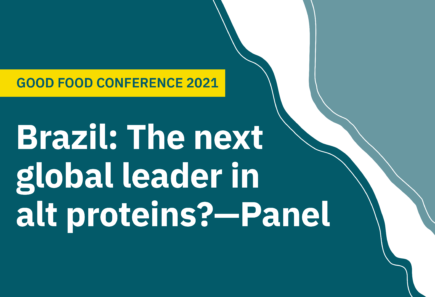 GOOD FOOD CONFERENCE 2021
Brazil: The next
global leader in
alt proteins?—Panel